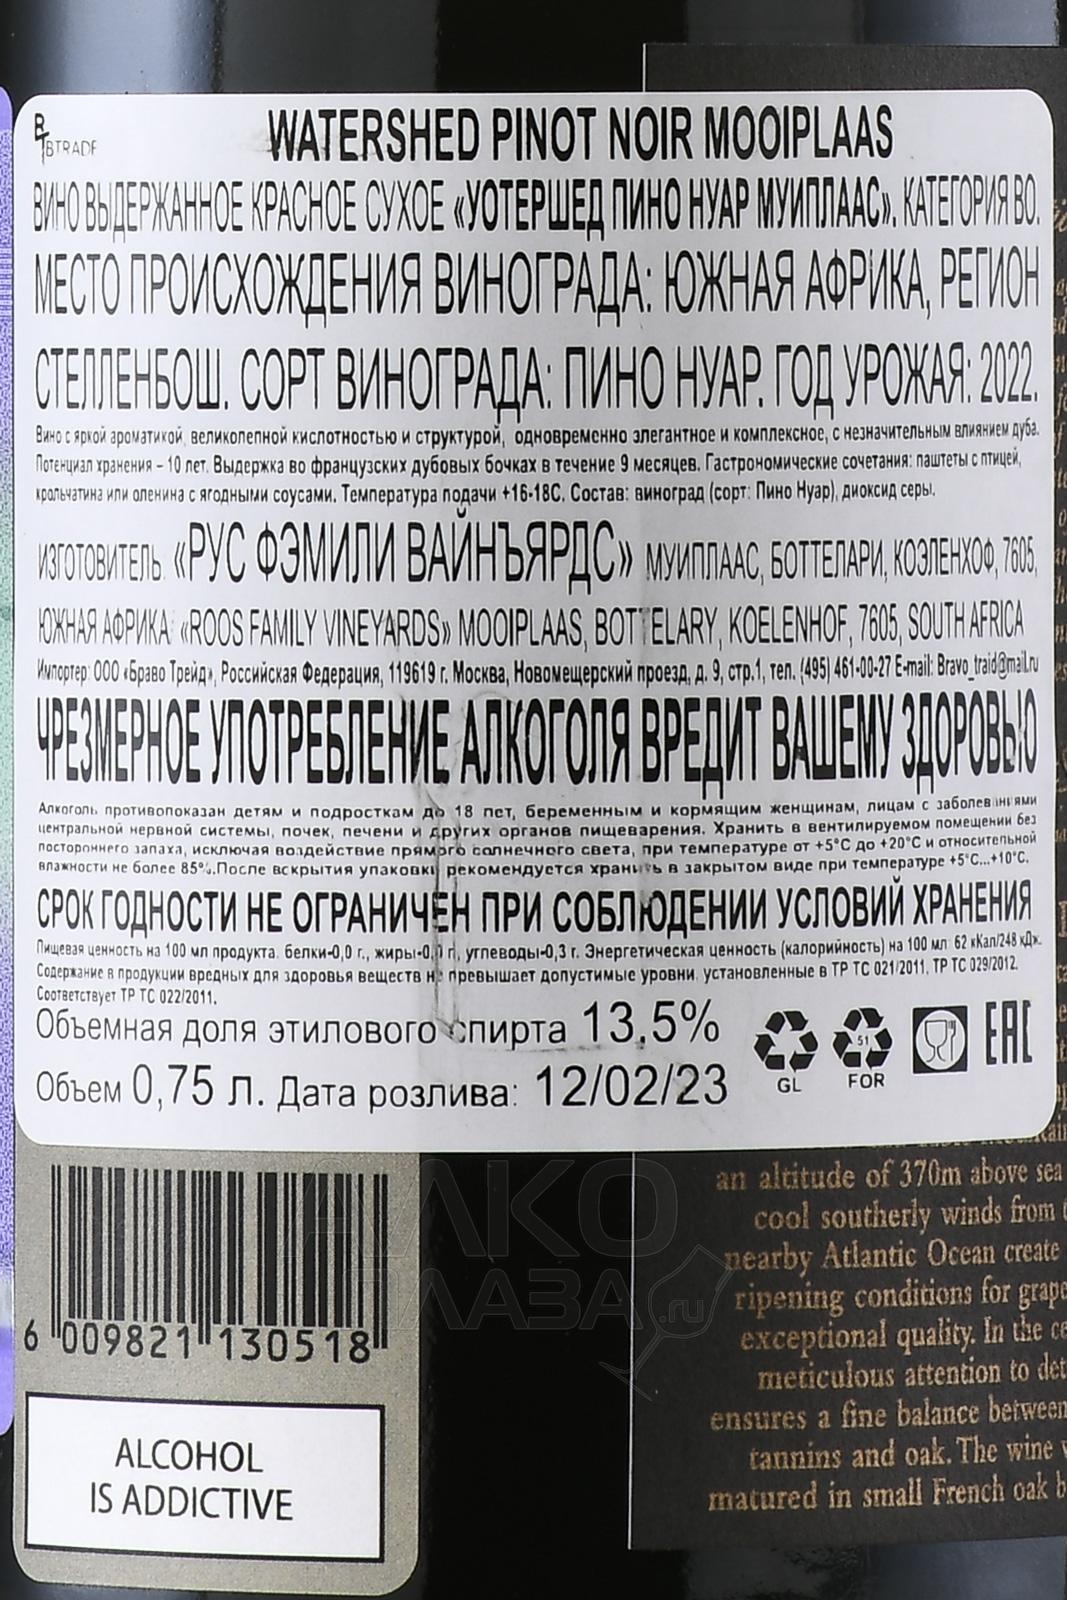 BTRADE
WATERSHED PINOT NOIR MOOIPLAAS
ВИНО ВЫДЕРЖАННОЕ КРАСНОЕ СУХОЕ «УОТЕРШЕД ПИНО НУАР МУИПЛААС». КАТЕГОРИЯ ВО.
МЕСТО ПРОИСХОЖДЕНИЯ ВИНОГРАДА: ЮЖНАЯ АФРИКА, РЕГИОН
СТЕЛЛЕНБОШ. СОРТ ВИНОГРАДА: ПИНО НУАР. ГОД УРОЖАЯ: 2022.
Вино с яркой ароматикой, великолепной кислотностью и структурой, одновременно элегантное и комплексное, с незначительным влиянием дуба.
Потенциал хранения – 10 лет. Выдержка во французских дубовых бочках в течение 9 месяцев. Гастрономические сочетания: паштеты с птицей,
крольчатина или оленина с ягодными соусами. Температура подачи +16-18С. Состав: виноград (сорт: Пино Нуар), диоксид серы.
ИЗГОТОВИТЕЛЬ: «РУС ФЭМИЛИ ВАЙНЪЯРДС» МУИПЛААС, БОТТЕЛАРИ, КОЭЛЕНХОФ, 7605,
ЮЖНАЯ АФРИКА: «ROOS FAMILY VINEYARDS» MOOIPLAAS, BOTTELARY, KOELENHOF, 7605, SOUTH AFRICA
Импортер: ООО «Браво Трейд», Российская Федерация, 119619 г. Москва, Новомещерский проезд, д. 9, стр.1, тел. (495) 461-00-27 E-mail: Bravo_traid@mail.ru
ЧРЕЗМЕРНОЕ УПОТРЕБЛЕНИЕ АЛКОГОЛЯ ВРЕДИТ ВАШЕМУ ЗДОРОВЬЮ
Алкоголь противопоказан детям и подросткам до 18 лет, беременным и кормящим женщинам, лицам с заболеваниями
центральной нервной системы, почек, печени и других органов пищеварения. Хранить в вентилируемом помещении без
постороннего запаха, исключая воздействие прямого солнечного света, при температуре от +5°С до +20°С и относительной
влажности не более 85%.После вскрытия упаковки рекомендуется хранить в закрытом виде при температуре +5°С...+10°С.
СРОК ГОДНОСТИ НЕ ОГРАНИЧЕН ПРИ СОБЛЮДЕНИИ УСЛОВИЙ ХРАНЕНИЯ
Пищевая ценность на 100 мл продукта: белки-0,0 г., жиры-0,0 г., углеводы-0,3 г. Энергетическая ценность (калорийность) на 100 мл: 62 кКал/248 кДж.
Содержание в продукции вредных для здоровья веществ не превышает допустимые уровни, установленные в ТР ТС 021/2011, ТР ТС 029/2012.
Соответствует ТР ТС 022/2011.
Объемная доля этилового спирта 13,5%
Объем 0,75 л. Дата розлива: 12/02/23
GL
51
FOR
EAC
6 009821 130518
ALCOHOL
IS ADDICTIVE
an altitude of 370m above sea
cool southerly winds from
nearby Atlantic Ocean create
ripening conditions for
exceptional quality. In the
meticulous attention to
ensures a fine balance between
tannins and oak. The wine
matured in small French oak
АЛКО
ПЛАЗА
.ru